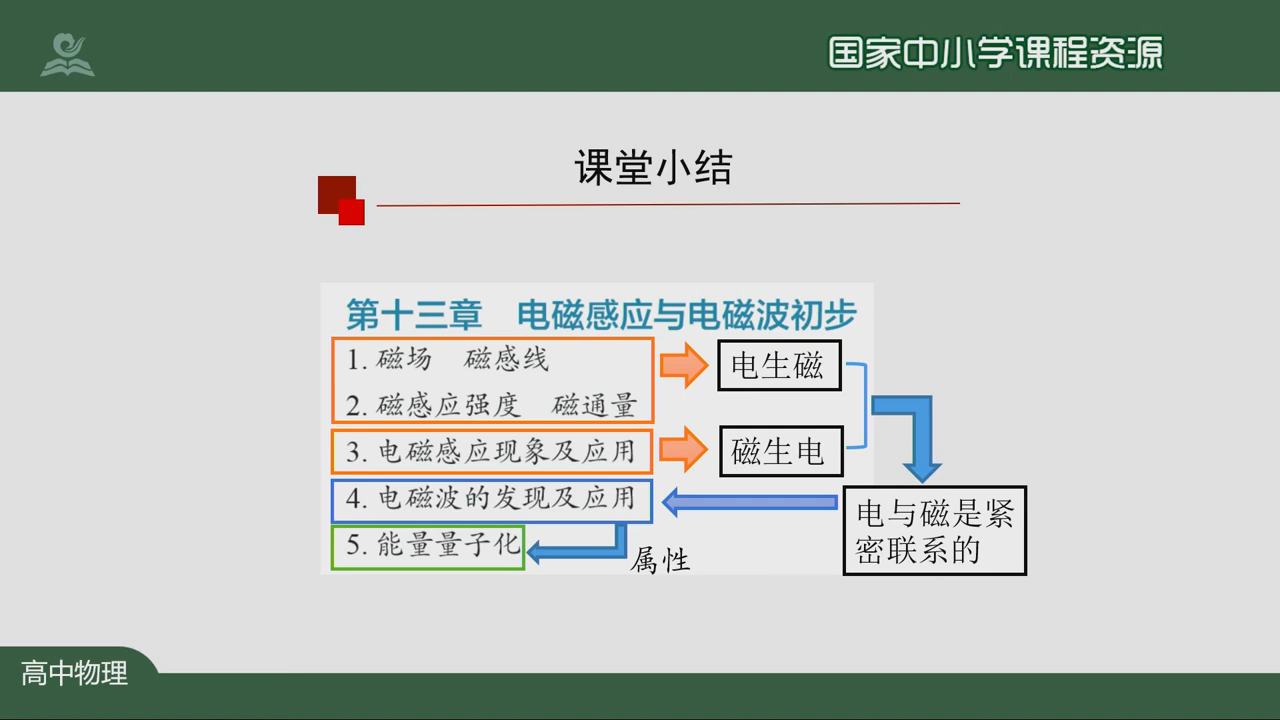 国家中小学课程资源
课堂小结
第十三章 电磁感应与电磁波初步
1. 磁场 磁感线
2. 磁感应强度 磁通量
3. 电磁感应现象及应用
4. 电磁波的发现及应用
5. 能量量子化
电生磁
磁生电
电与磁是紧
密联系的
属性
高中物理